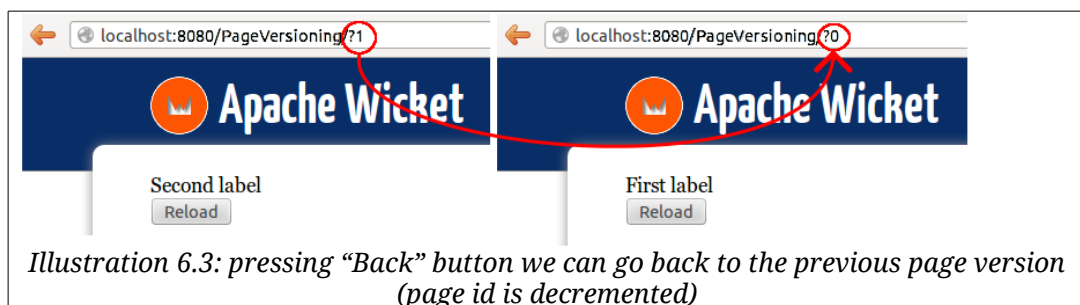 localhost:8080/PageVersioning/?1
localhost:8080/PageVersioning/?0
Apache Wicket
Apache Wicket
Second label
First label
Reload
Reload
Illustration 6.3: pressing “Back” button we can go back to the previous page version
(page id is decremented)